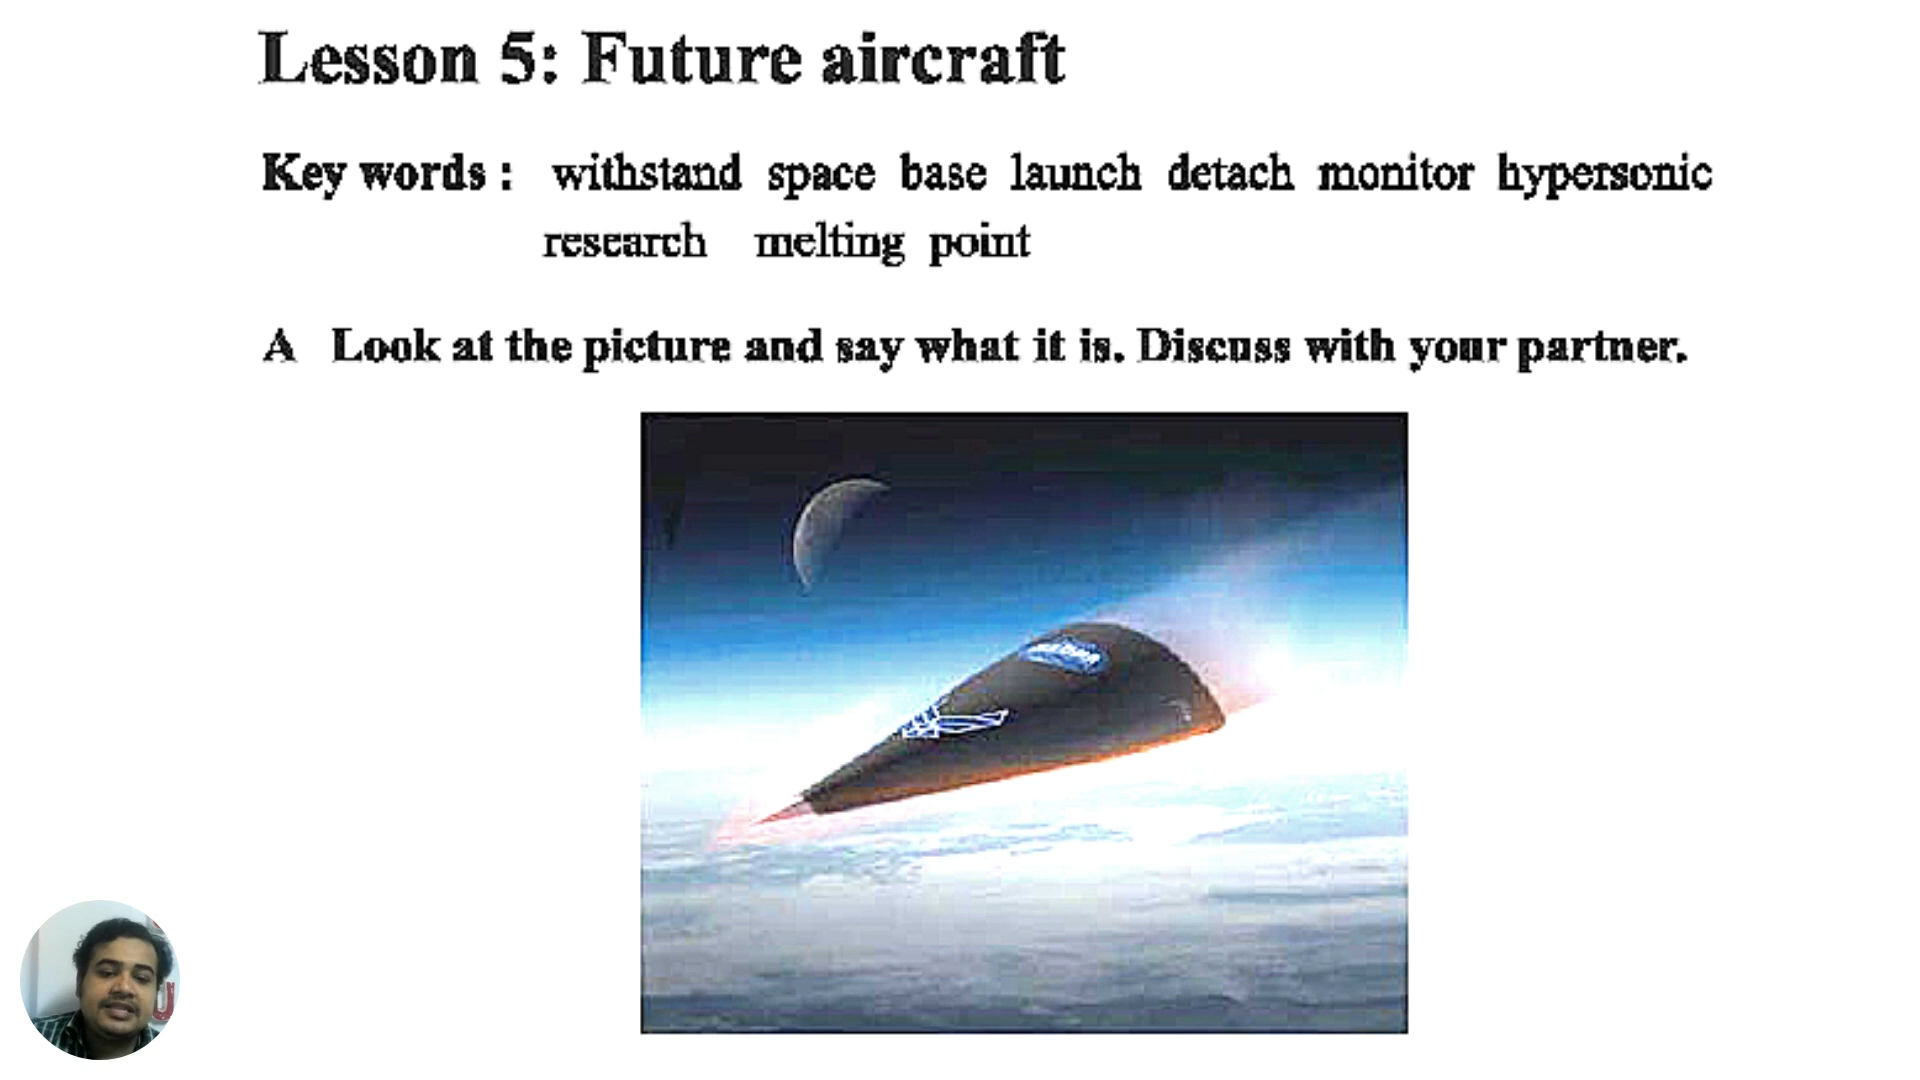 Lesson 5: Future aircraft
Key words : withstand space base launch detach monitor hypersonic
research melting point
A Look at the picture and say what it is. Discuss with your partner.